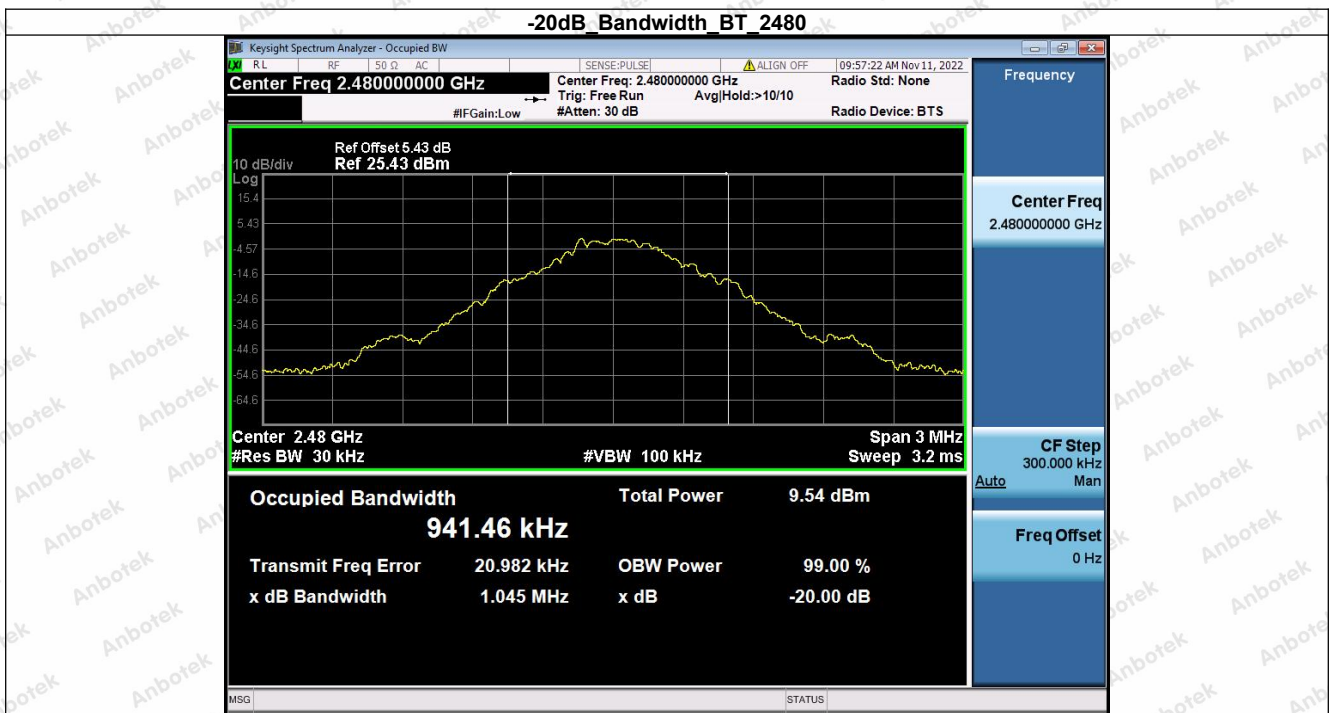 -20dB_Bandwidth_BT_2480
Keysight Spectrum Analyzer - Occupied BW
RL RF 50 Ω AC SENSE:PULSE ALIGN OFF 09:57:22 AM Nov 11, 2022
Center Freq 2.480000000 GHz
Center Freq: 2.480000000 GHz Radio Std: None
Trig: Free Run Avg|Hold:>10/10
#IFGain:Low #Atten: 30 dB Radio Device: BTS
Ref Offset 5.43 dB
10 dB/div Ref 25.43 dBm
Log
15.4
5.43
-4.57
-14.6
-24.6
-34.6
-44.6
-54.6
-64.6
Center 2.48 GHz Span 3 MHz
#Res BW 30 kHz #VBW 100 kHz Sweep 3.2 ms
Occupied Bandwidth Total Power 9.54 dBm
941.46 kHz
Transmit Freq Error 20.982 kHz OBW Power 99.00 %
x dB Bandwidth 1.045 MHz x dB -20.00 dB
MSG STATUS
Frequency
Center Freq
2.480000000 GHz
CF Step
300.000 kHz
Auto Man
Freq Offset
0 Hz
Anbotek